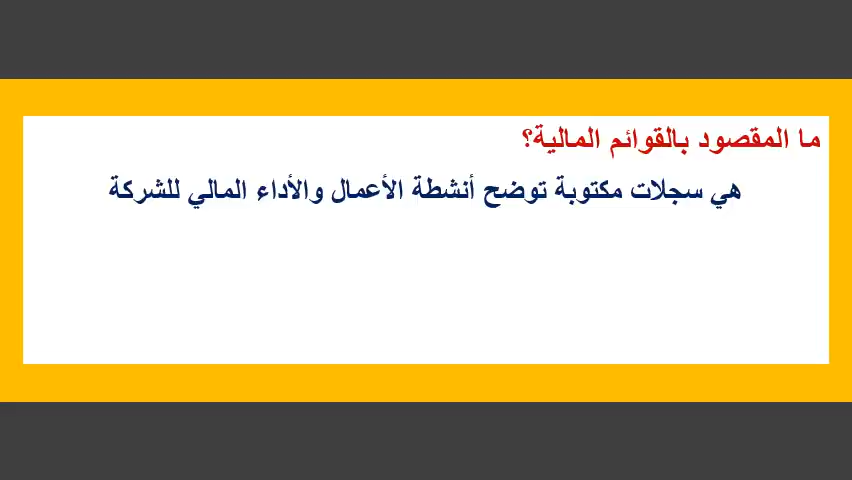 ما المقصود بالقوائم المالية؟
هي سجلات مكتوبة توضح أنشطة الأعمال والأداء المالي للشركة